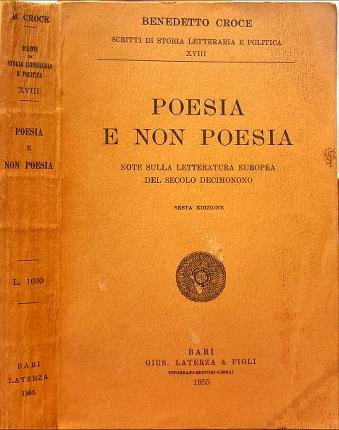 B. CROCE
SCRITTI
DI
STORIA LETTERARIA
E POLITICA
XVIII
POESIA
E
NON POESIA
L. 1600
BARI
LATERZA
1955
BENEDETTO CROCE
SCRITTI DI STORIA LETTERARIA E POLITICA
XVIII
POESIA
E NON POESIA
NOTE SULLA LETTERATURA EUROPEA
DEL SECOLO DECIMONONO
SESTA EDIZIONE
BARI
GIUS. LATERZA & FIGLI
TIPOGRAFI-EDITORI-LIBRAI
1955